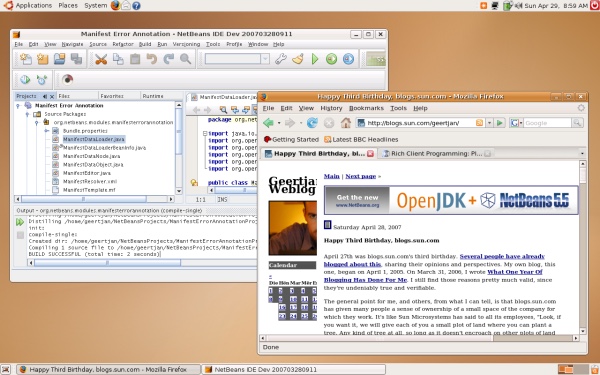 Applications Places System
Sun Apr 29, 8:59 AM
Manifest Error Annotation - NetBeans IDE Dev 200703280911
File Edit View Navigate Source Refactor Build Run Versioning Tools Profile Window Help
Projects
Files
Favorites
Runtime
Manifest Error Annotation
Source Packages
org.netbeans.modules.manifesterrorannotation
Bundle.properties
ManifestDataLoader.java
ManifestDataLoaderBeanInfo.java
ManifestDataNode.java
ManifestDataObject.java
ManifestEditor.java
ManifestResolver.xml
ManifestTemplate.mf
ManifestDataLoader.java
package org.net
import java.io.
import org.open
import org.open
import org.open
import org.open
public class Man
1:1
INS
Output - org.netbeans.modules.manifesterrorannotation (compile-single)
Distilling /home/geertjan/NetBeansProjects/ManifestErrorAnnotation
init:
compile-single:
Created dir: /home/geertjan/NetBeansProjects/ManifestErrorAnnotation
Compiling 1 source file to /home/geertjan/NetBeansProjects/Manifest
BUILD SUCCESSFUL (total time: 2 seconds)
Happy Third Birthday, blogs.sun.com - Mozilla Firefox
File Edit View History Bookmarks Tools Help
http://blogs.sun.com/geertjan/
Google
Getting Started
Latest BBC Headlines
Happy Third Birthday, bl...
Rich Client Programming: Pl...
Geertjan
Weblog
Main | Next page »
Get the new
www.NetBeans.org
OpenJDK + NetBeans 5.5
Saturday April 28, 2007
Happy Third Birthday, blogs.sun.com
April 27th was blogs.sun.com's third birthday. Several people have
already blogged about this, sharing their opinions and perspectives. My own blog, this
one, began on April 1, 2005. On March 31, 2006, I wrote What One Year Of
Blogging Has Done For Me. I still find those points pretty much valid, since
they're undeniably true and verifiable.
The general point for me, and others, from what I can tell, is that blogs.sun.com
has given many people a sense of ownership of a small space of the company for
which they work. It's like Sun Microsystems has said to all its employees, "Look, if
you want it, we will give each of you a small plot of land where you can plant a
tree. Any kind of tree at all, so long as it doesn't encroach on other plots of land
Calendar
«
Done
Happy Third Birthday, blogs.sun.com - Mozilla Firefox
NetBeans IDE Dev 200703280911